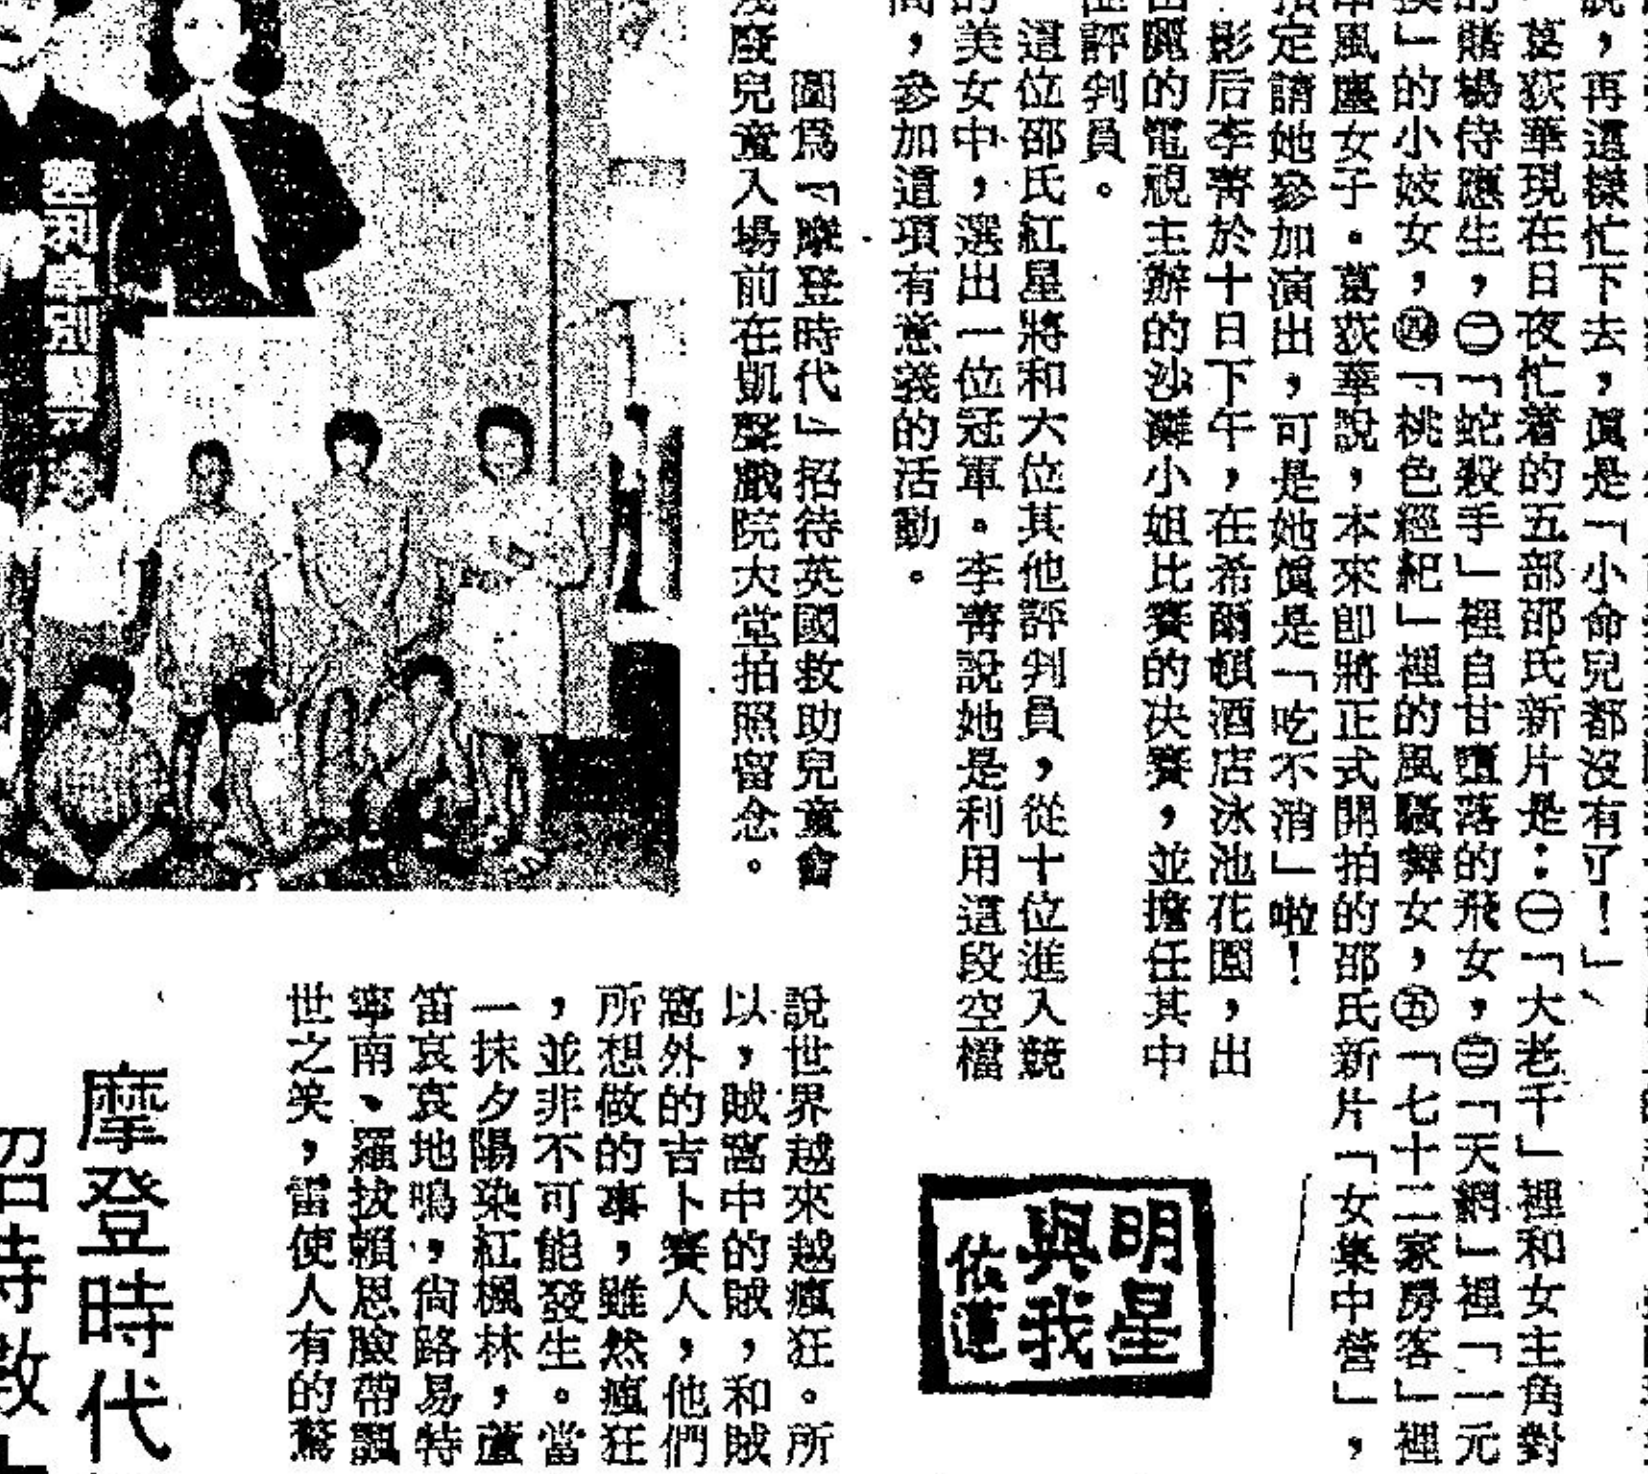 說，再這樣忙下去，眞是「小命兒都沒有了！」
葛荻華現在日夜忙着的五部邵氏新片是：㊀「大老千」裡和女主角對
的賭場侍應生，㊁「蛇殺手」裡自甘墮落的飛女，㊂「天網」裡「一元
」的小妓女，㊃「桃色經紀」裡的風騷舞女，㊄「七十二家房客」裡
風塵女子。葛荻華說，本來卽將正式開拍的邵氏新片「女集中營」，
預定請她參加演出，可是她眞是「吃不消」啦！
影后李菁於十日下午，在希爾頓酒店泳池花園，出
的電視主辦的沙灘小姐比賽的决賽，並擔任其中
評判員。
這位邵氏紅星將和六位其他評判員，從十位進入競
的美女中，選出一位冠軍。李菁說她是利用這段空檔
，參加這項有意義的活動。
明星
與我
依蓮
圖爲「摩登時代」招待英國救助兒童會
殘廢兒童入場前在凱聲戲院大堂拍照留念。
差利卓別
說世界越來越瘋狂。所
以，賊窩中的賊，和賊
窩外的吉卜賽人，他們
所想做的事，雖然瘋狂
，並非不可能發生。當
一抹夕陽染紅楓林，蘆
笛哀哀地鳴，尙路易特
寧南、羅拔賴恩臉帶飄
世之笑，當使人有的驚
摩登時代
招待救